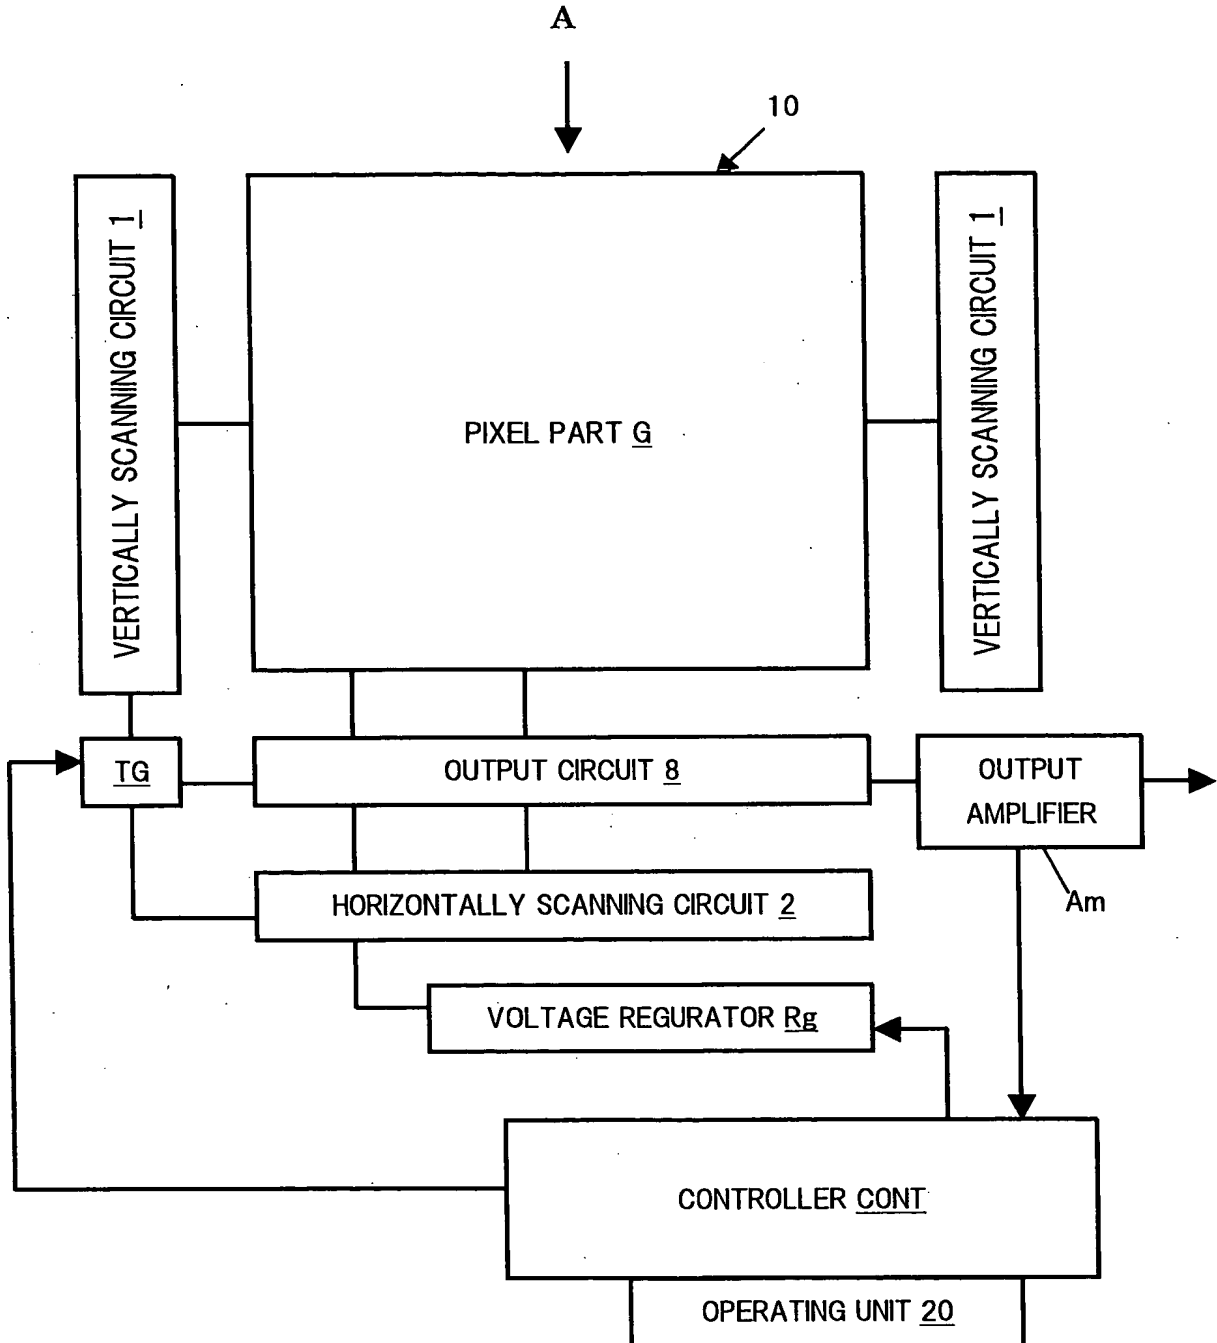 A
10
VERTICALLY SCANNING CIRCUIT 1
PIXEL PART G
VERTICALLY SCANNING CIRCUIT 1
TG
OUTPUT CIRCUIT 8
OUTPUT
AMPLIFIER
HORIZONTALLY SCANNING CIRCUIT 2
Am
VOLTAGE REGURATOR Rg
CONTROLLER CONT
OPERATING UNIT 20